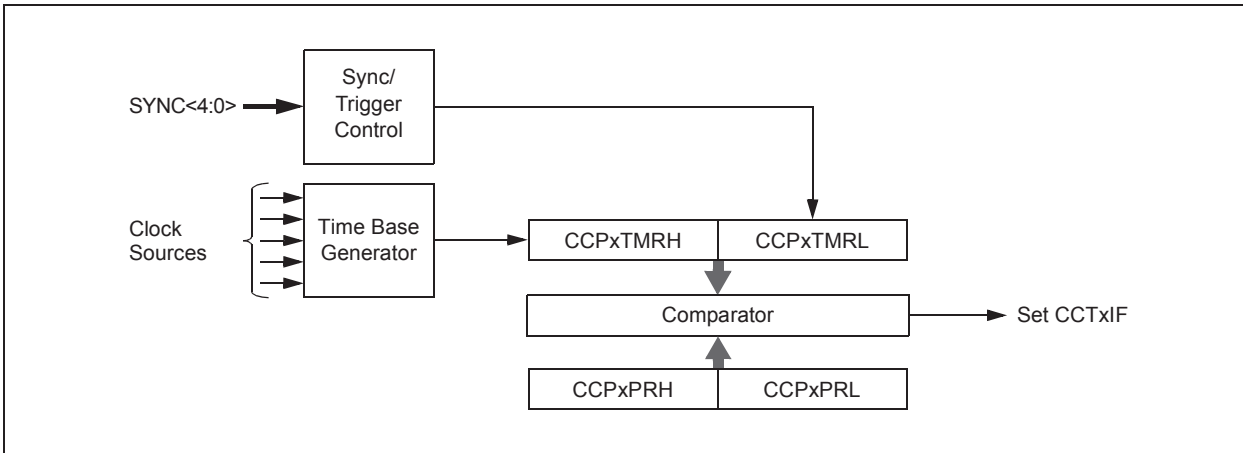 Sync/
Trigger
Control
SYNC<4:0>
Clock
Sources
Time Base
Generator
CCPxTMRH
CCPxTMRL
Comparator
Set CCTxIF
CCPxPRH
CCPxPRL